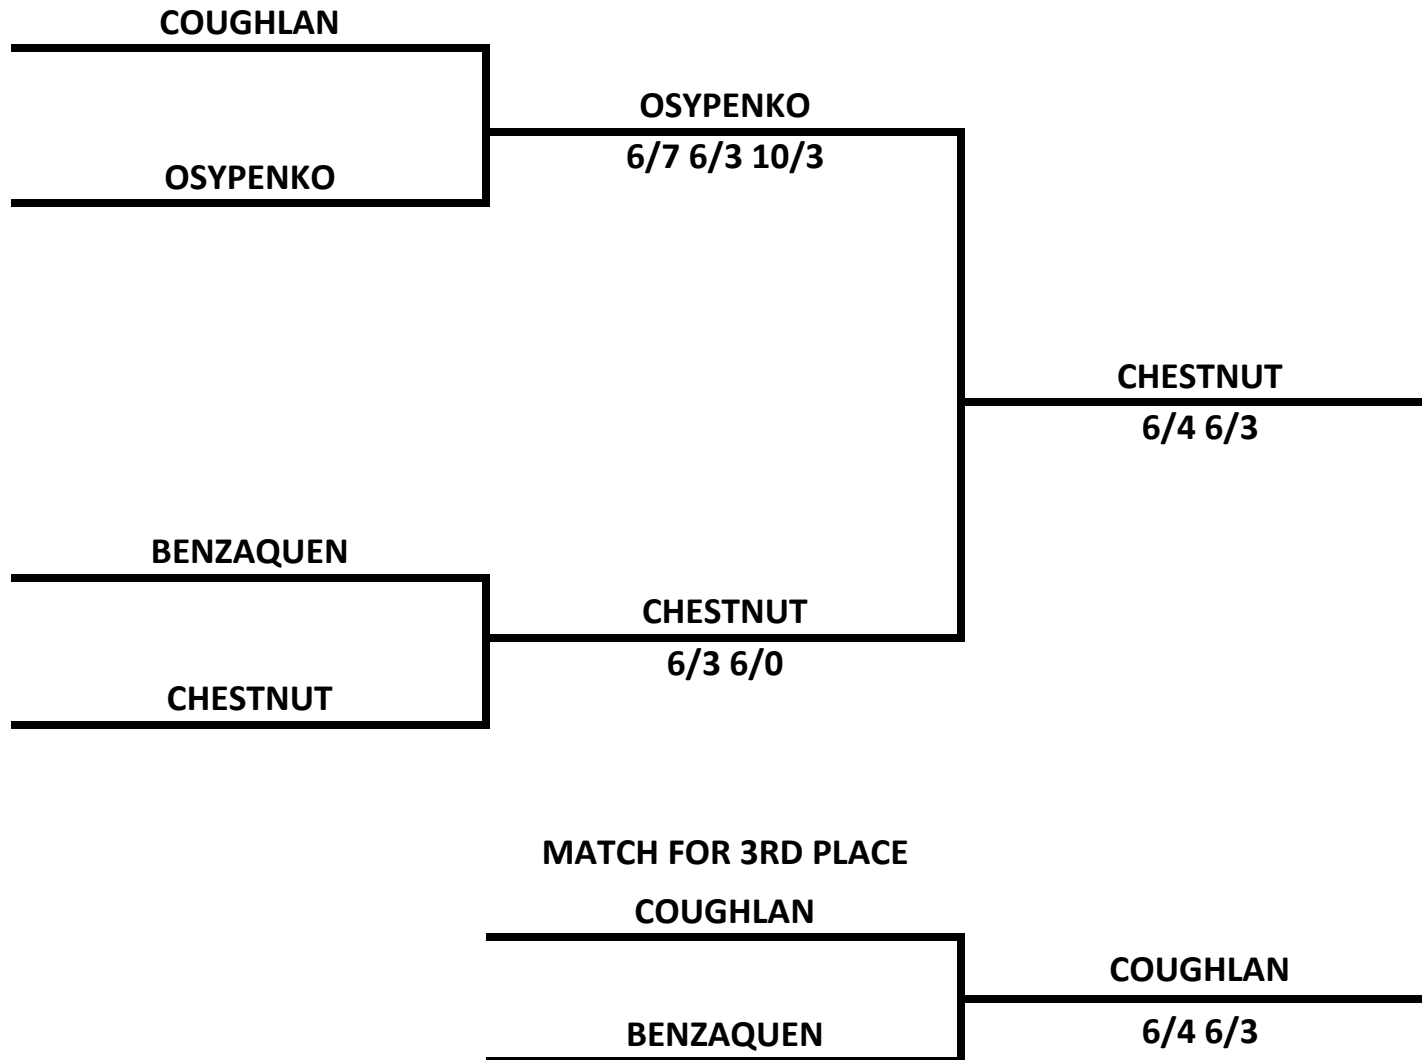 COUGHLAN
OSYPENKO
6/7 6/3 10/3
OSYPENKO
CHESTNUT
6/4 6/3
BENZAQUEN
CHESTNUT
6/3 6/0
CHESTNUT
MATCH FOR 3RD PLACE
COUGHLAN
COUGHLAN
6/4 6/3
BENZAQUEN